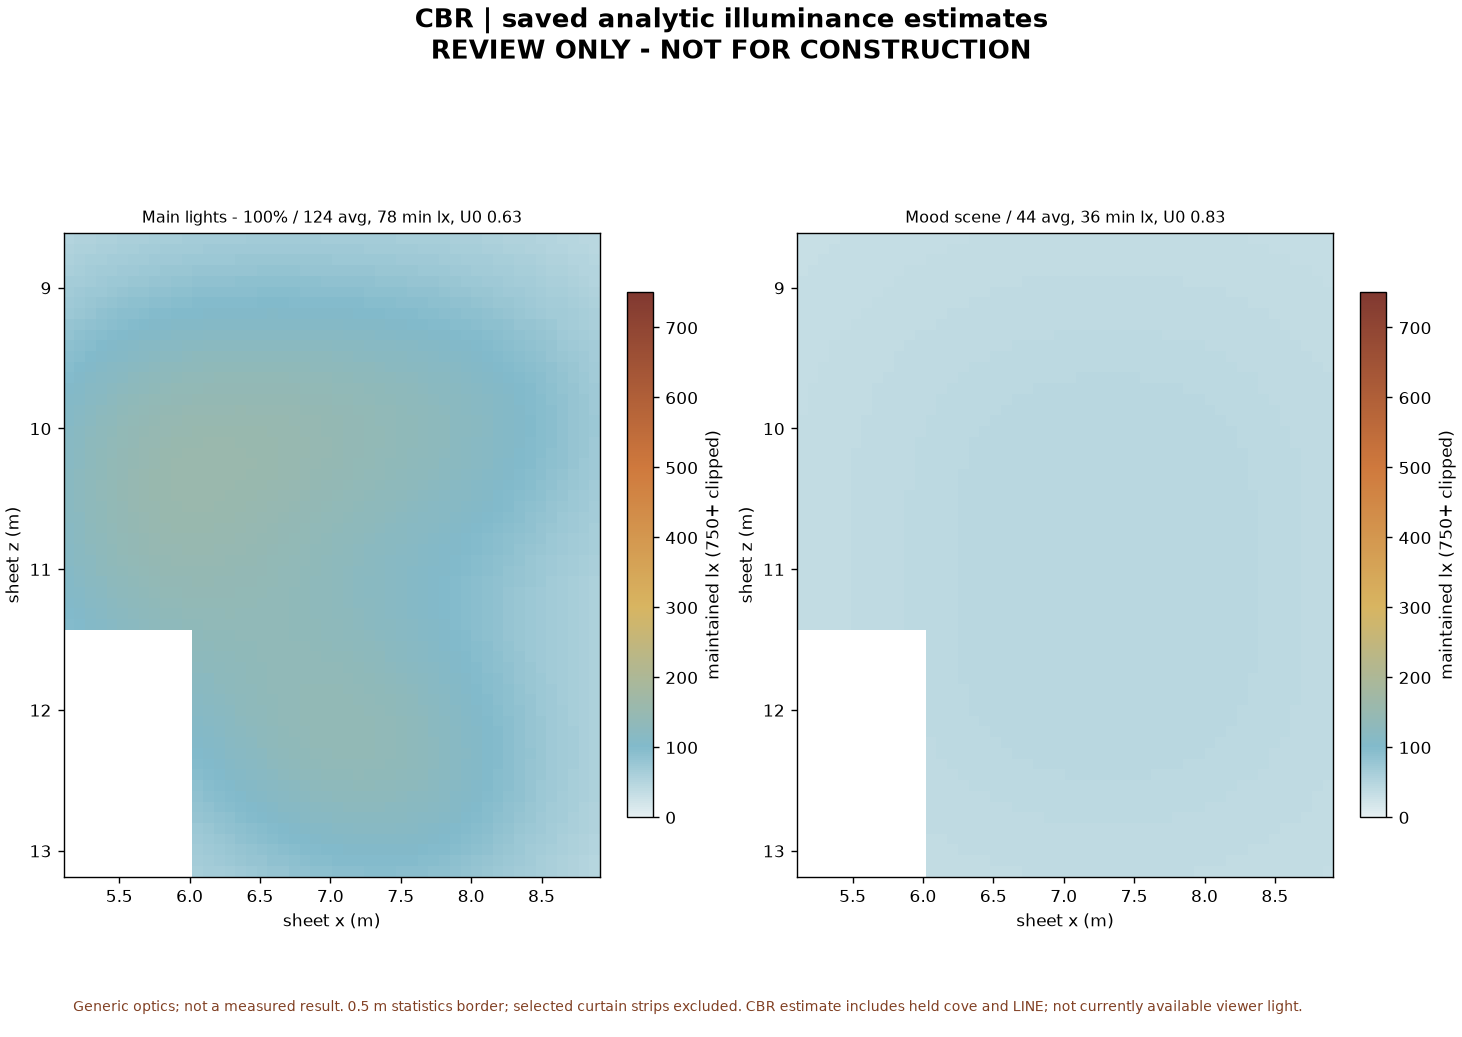 CBR | saved analytic illuminance estimates
REVIEW ONLY - NOT FOR CONSTRUCTION
Main lights - 100% / 124 avg, 78 min lx, U0 0.63
9
10
11
12
13
sheet z (m)
5.5 6.0 6.5 7.0 7.5 8.0 8.5
sheet x (m)
700
600
500
400
300
200
100
0
maintained lx (750+ clipped)
Mood scene / 44 avg, 36 min lx, U0 0.83
9
10
11
12
13
sheet z (m)
5.5 6.0 6.5 7.0 7.5 8.0 8.5
sheet x (m)
700
600
500
400
300
200
100
0
maintained lx (750+ clipped)
Generic optics; not a measured result. 0.5 m statistics border; selected curtain strips excluded. CBR estimate includes held cove and LINE; not currently available viewer light.